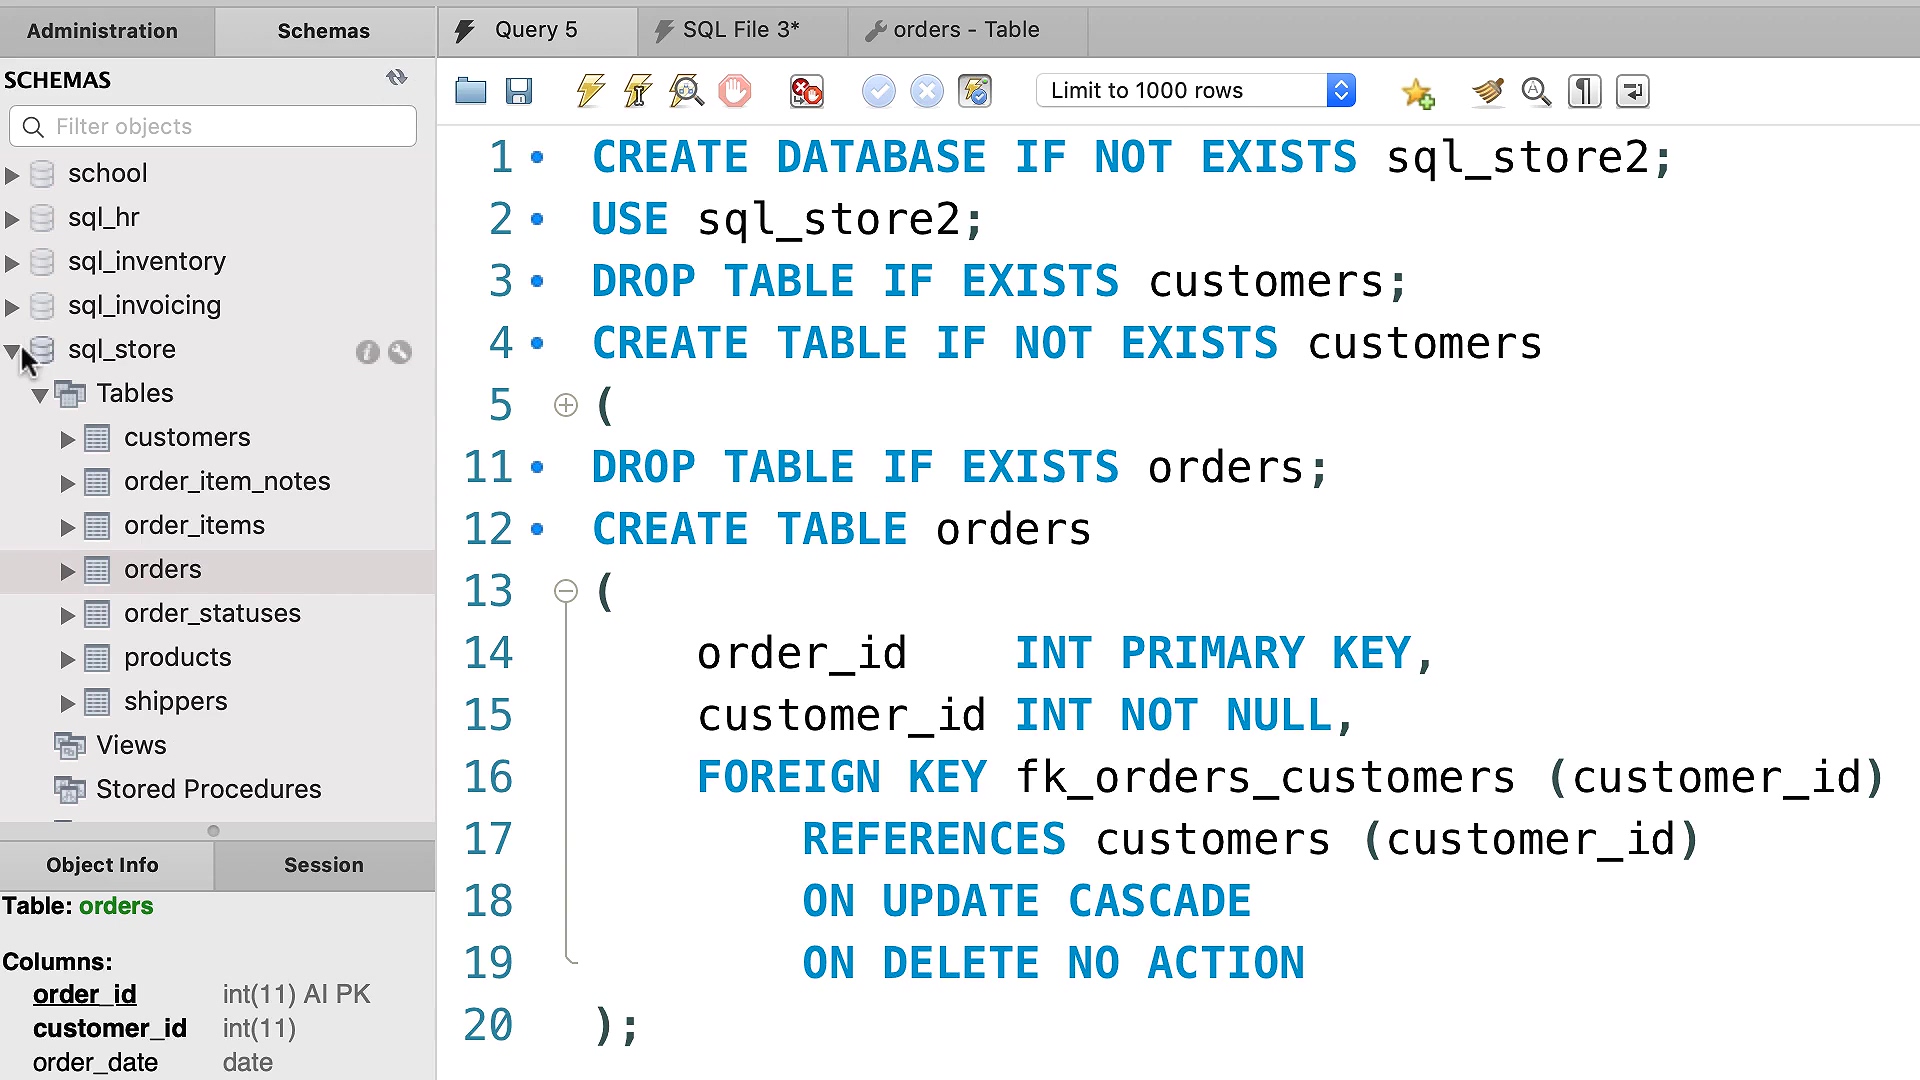 Administration
Schemas
Query 5
SQL File 3*
orders - Table
SCHEMAS
Filter objects
Limit to 1000 rows
school
sql_hr
sql_inventory
sql_invoicing
sql_store
Tables
customers
order_item_notes
order_items
orders
order_statuses
products
shippers
Views
Stored Procedures
Object Info
Session
Table: orders
Columns:
order_id int(11) AI PK
customer_id int(11)
order_date date
1 CREATE DATABASE IF NOT EXISTS sql_store2;
2 USE sql_store2;
3 DROP TABLE IF EXISTS customers;
4 CREATE TABLE IF NOT EXISTS customers
5 (
11 DROP TABLE IF EXISTS orders;
12 CREATE TABLE orders
13 (
14 order_id INT PRIMARY KEY,
15 customer_id INT NOT NULL,
16 FOREIGN KEY fk_orders_customers (customer_id)
17 REFERENCES customers (customer_id)
18 ON UPDATE CASCADE
19 ON DELETE NO ACTION
20 );